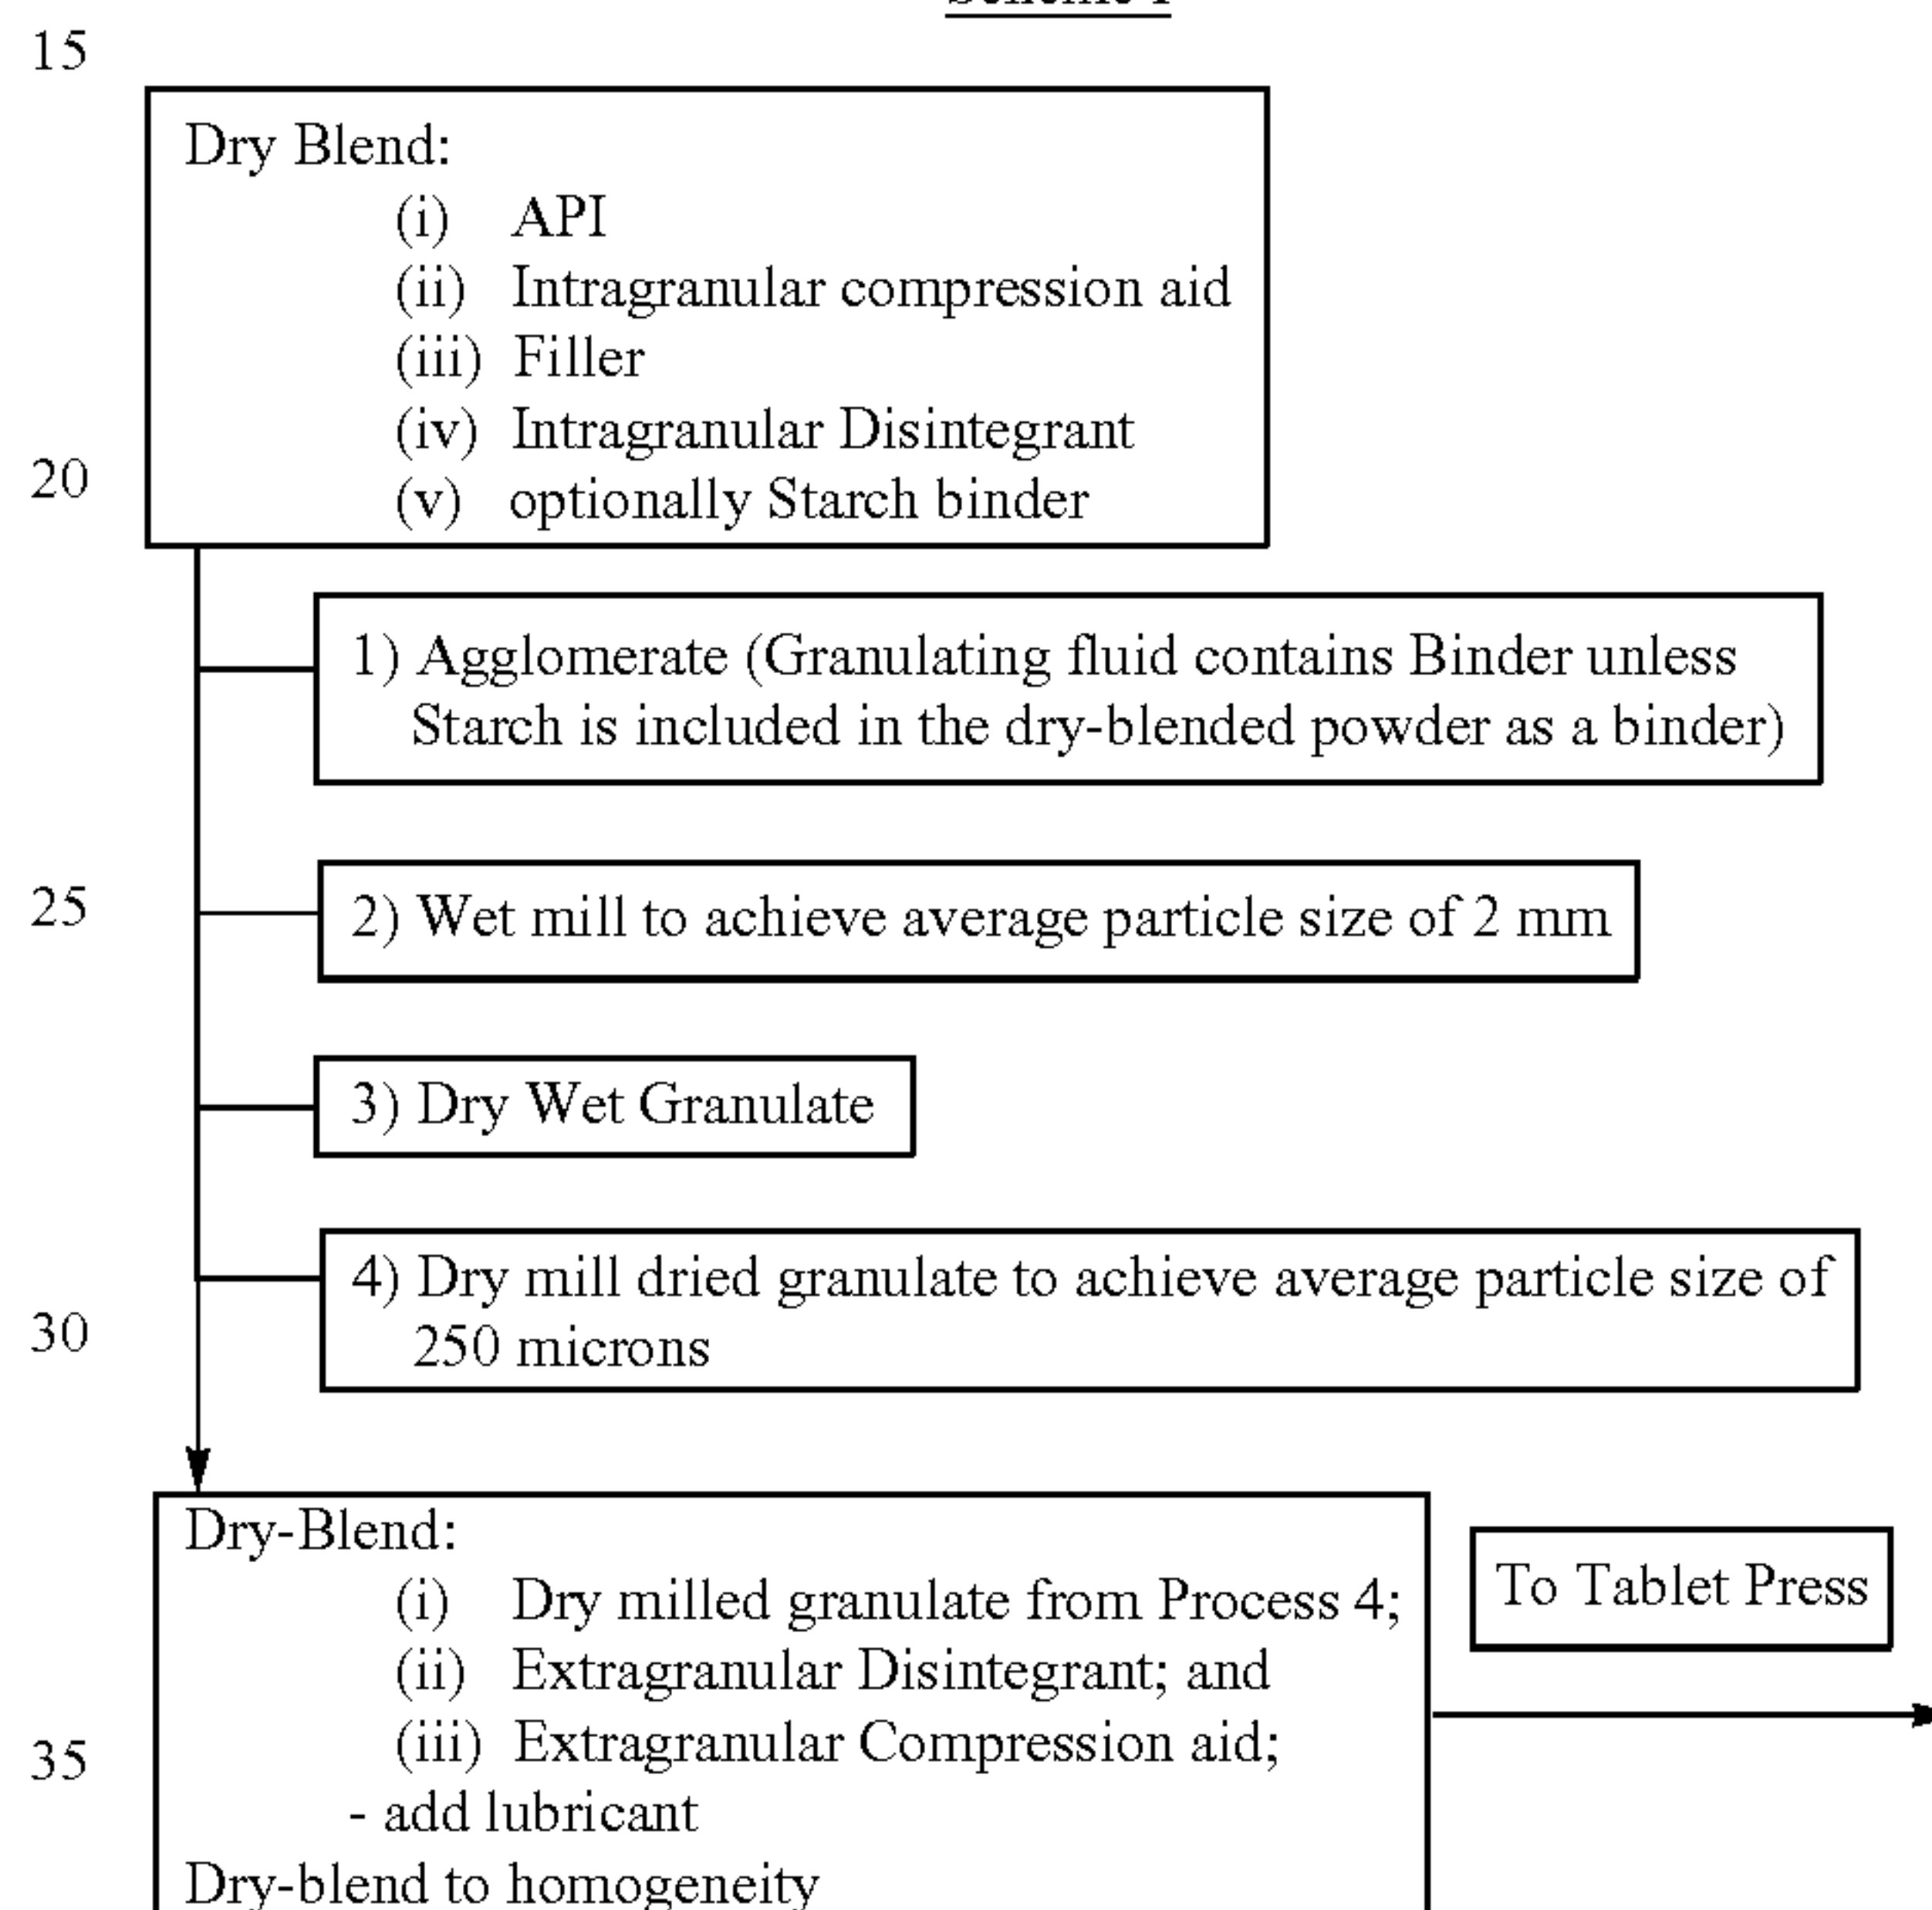 15
Dry Blend:
(i) API
(ii) Intragranular compression aid
(iii) Filler
(iv) Intragranular Disintegrant
20
(v) optionally Starch binder
1) Agglomerate (Granulating fluid contains Binder unless
Starch is included in the dry-blended powder as a binder)
25
2) Wet mill to achieve average particle size of 2 mm
3) Dry Wet Granulate
4) Dry mill dried granulate to achieve average particle size of
30
250 microns
Dry-Blend:
(i) Dry milled granulate from Process 4;
To Tablet Press
(ii) Extragranular Disintegrant; and
(iii) Extragranular Compression aid;
35
- add lubricant
Dry-blend to homogeneity